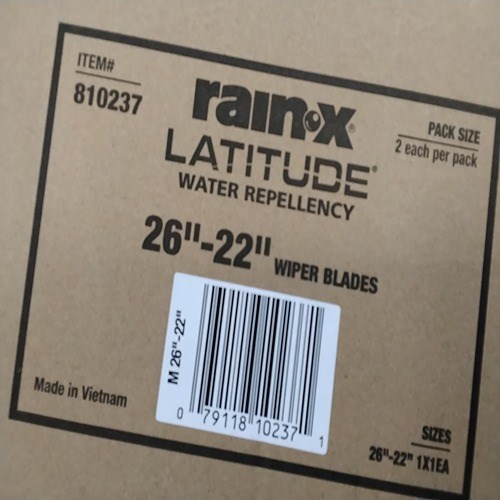 ITEM#
810237
rain-x®
LATITUDE®
WATER REPELLENCY
PACK SIZE
2 each per pack
26"-22" WIPER BLADES
M 26"-22"
0 79118 10237 1
Made in Vietnam
SIZES
26"-22" 1X1EA